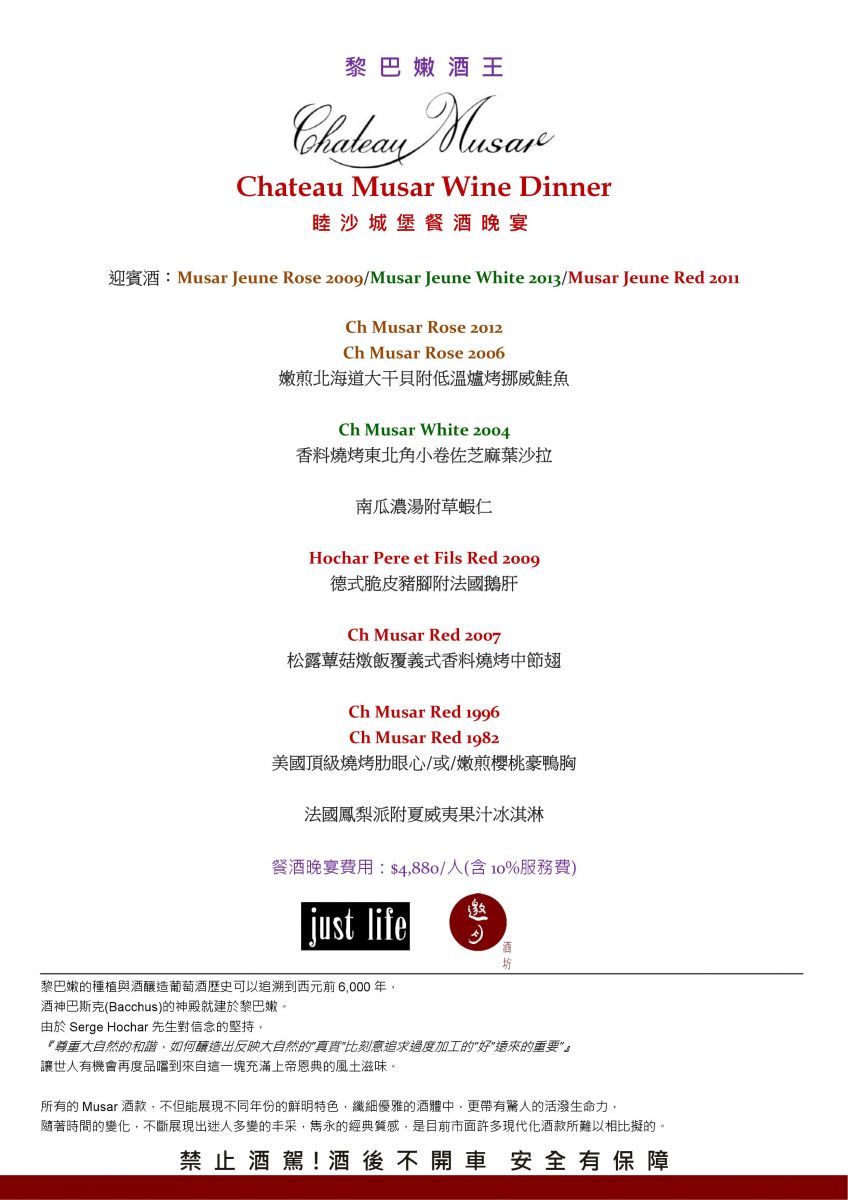 黎巴嫩酒王
Chateau Musar
Chateau Musar Wine Dinner
睦沙城堡餐酒晚宴
迎賓酒：Musar Jeune Rose 2009/Musar Jeune White 2013/Musar Jeune Red 2011
Ch Musar Rose 2012
Ch Musar Rose 2006
嫩煎北海道大干貝附低溫爐烤挪威鮭魚
Ch Musar White 2004
香料燒烤東北角小卷佐芝麻葉沙拉
南瓜濃湯附草蝦仁
Hochar Pere et Fils Red 2009
德式脆皮豬腳附法國鵝肝
Ch Musar Red 2007
松露蕈菇燉飯覆義式香料燒烤中節翅
Ch Musar Red 1996
Ch Musar Red 1982
美國頂級燒烤肋眼心/或/嫩煎櫻桃豪鴨胸
法國鳳梨派附夏威夷果汁冰淇淋
餐酒晚宴費用：$4,880/人(含 10%服務費)
just life
邀月
酒坊
黎巴嫩的種植與酒釀造葡萄酒歷史可以追溯到西元前 6,000 年，
酒神巴斯克(Bacchus)的神殿就建於黎巴嫩。
由於 Serge Hochar 先生對信念的堅持，
『尊重大自然的和諧，如何釀造出反映大自然的"真實"比刻意追求過度加工的"好"遠來的重要"』
讓世人有機會再度品嚐到來自這一塊充滿上帝恩典的風土滋味。
所有的 Musar 酒款，不但能展現不同年份的鮮明特色，纖細優雅的酒體中，更帶有驚人的活潑生命力，
隨著時間的變化，不斷展現出迷人多變的丰采，雋永的經典質感，是目前市面許多現代化酒款所難以相比擬的。
禁止酒駕!酒後不開車 安全有保障